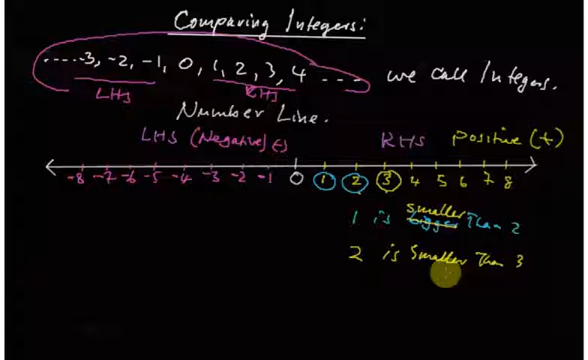 Comparing Integers:
.....-3, -2, -1, 0, 1, 2, 3, 4 ---- we call Integers.
LHS RHS
Number Line.
LHS (Negative) (-) RHS Positive (+)
-8 -7 -6 -5 -4 -3 -2 -1 0 1 2 3 4 5 6 7 8
smaller
1 is bigger Than 2
2 is Smaller Than 3